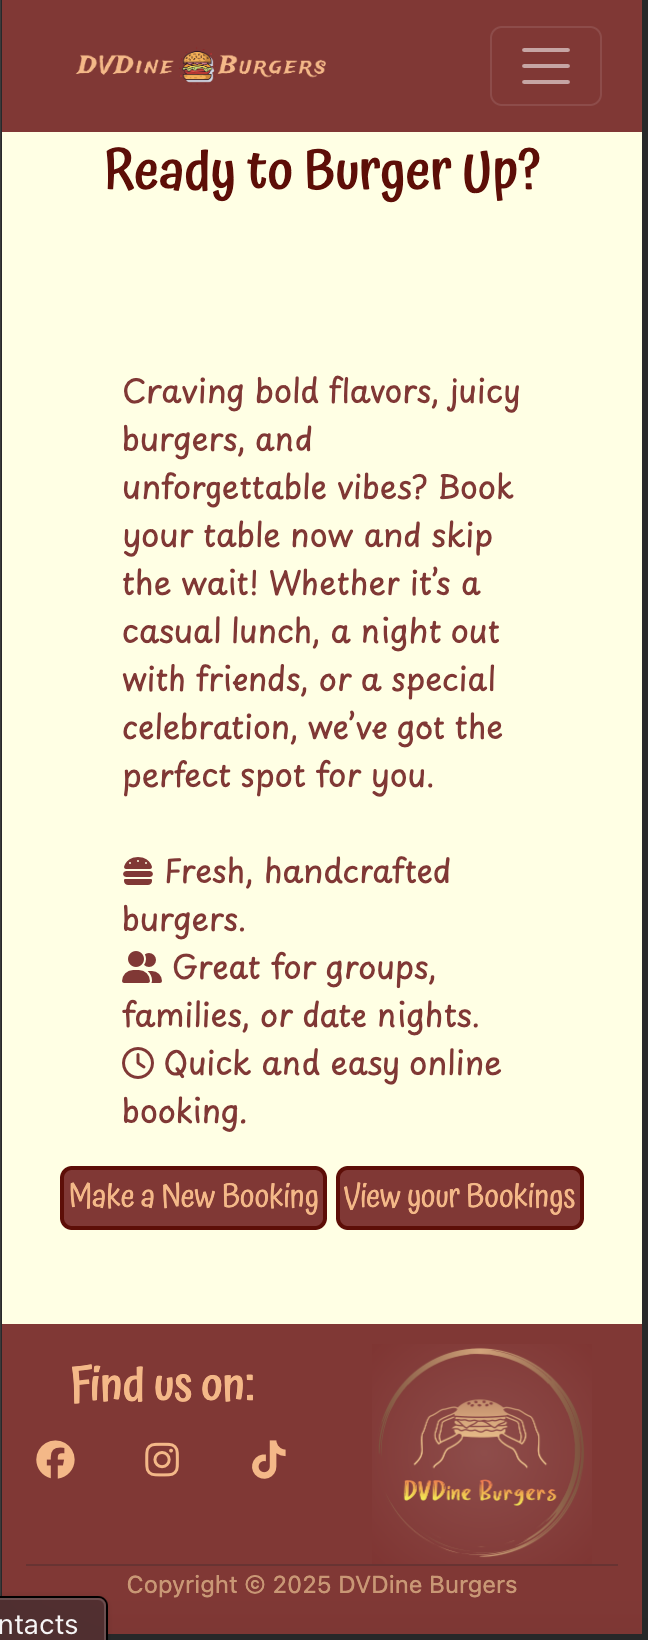 DVDine Burgers
Ready to Burger Up?
Craving bold flavors, juicy
burgers, and
unforgettable vibes? Book
your table now and skip
the wait! Whether it's a
casual lunch, a night out
with friends, or a special
celebration, we've got the
perfect spot for you.
Fresh, handcrafted
burgers.
Great for groups,
families, or date nights.
Quick and easy online
booking.
Make a New Booking View your Bookings
Find us on:
DVDine Burgers
Copyright © 2025 DVDine Burgers
ntacts